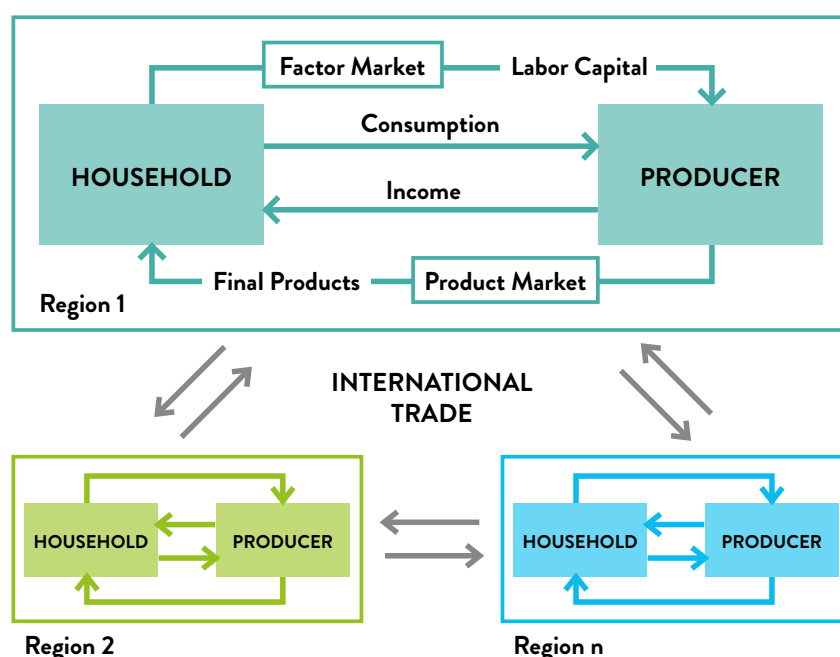 Factor Market
Labor Capital
HOUSEHOLD
Consumption
PRODUCER
Income
Final Products
Product Market
Region 1
INTERNATIONAL
TRADE
HOUSEHOLD
PRODUCER
HOUSEHOLD
PRODUCER
Region 2
Region n